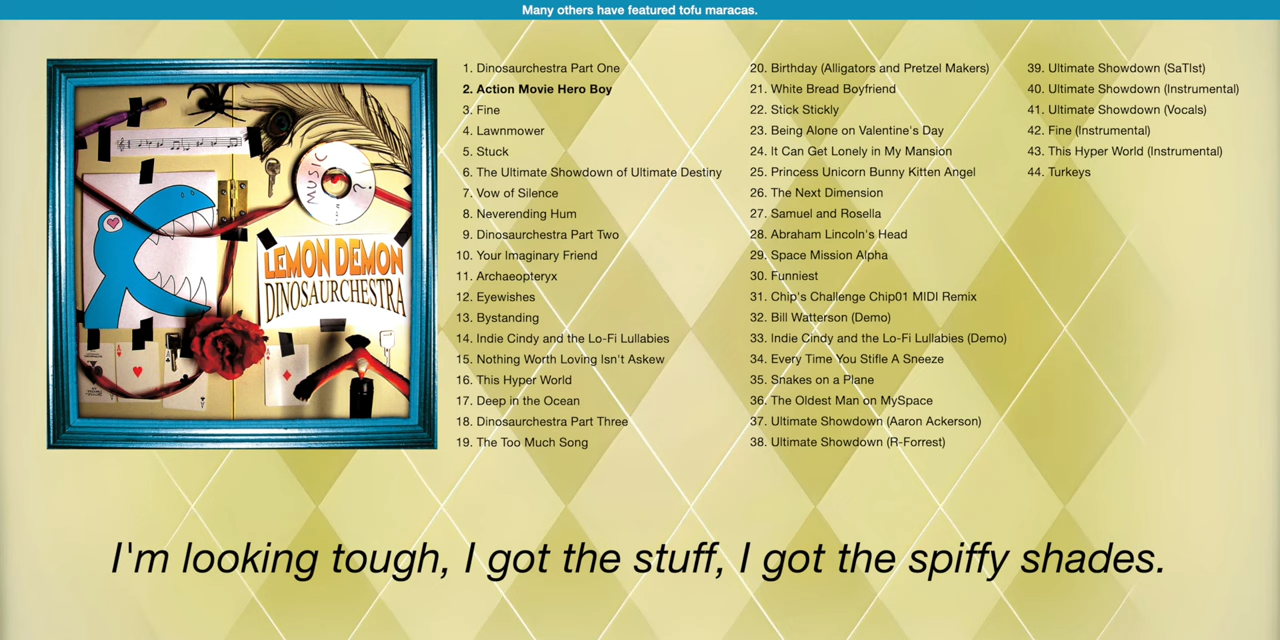 Many others have featured tofu maracas.
MUSIC
LEMON DEMON
DINOSAURCHESTRA
1. Dinosaurchestra Part One
2. Action Movie Hero Boy
3. Fine
4. Lawnmower
5. Stuck
6. The Ultimate Showdown of Ultimate Destiny
7. Vow of Silence
8. Neverending Hum
9. Dinosaurchestra Part Two
10. Your Imaginary Friend
11. Archaeopteryx
12. Eyewishes
13. Bystanding
14. Indie Cindy and the Lo-Fi Lullabies
15. Nothing Worth Loving Isn't Askew
16. This Hyper World
17. Deep in the Ocean
18. Dinosaurchestra Part Three
19. The Too Much Song
20. Birthday (Alligators and Pretzel Makers)
21. White Bread Boyfriend
22. Stick Stickly
23. Being Alone on Valentine's Day
24. It Can Get Lonely in My Mansion
25. Princess Unicorn Bunny Kitten Angel
26. The Next Dimension
27. Samuel and Rosella
28. Abraham Lincoln's Head
29. Space Mission Alpha
30. Funniest
31. Chip's Challenge Chip01 MIDI Remix
32. Bill Watterson (Demo)
33. Indie Cindy and the Lo-Fi Lullabies (Demo)
34. Every Time You Stifle A Sneeze
35. Snakes on a Plane
36. The Oldest Man on MySpace
37. Ultimate Showdown (Aaron Ackerson)
38. Ultimate Showdown (R-Forrest)
39. Ultimate Showdown (SaTIst)
40. Ultimate Showdown (Instrumental)
41. Ultimate Showdown (Vocals)
42. Fine (Instrumental)
43. This Hyper World (Instrumental)
44. Turkeys
I'm looking tough, I got the stuff, I got the spiffy shades.